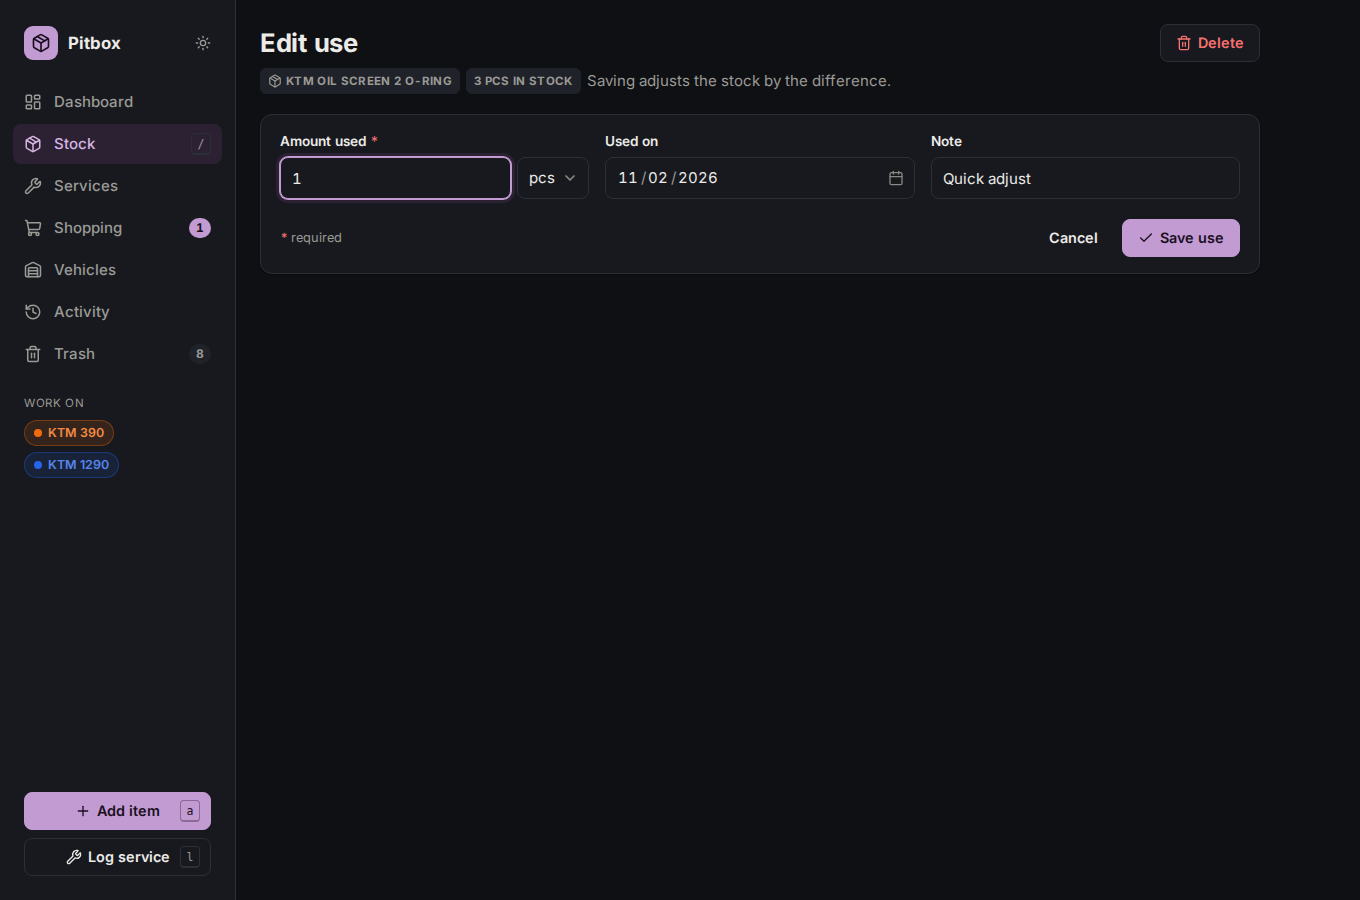 Pitbox
Dashboard
Stock /
Services
Shopping 1
Vehicles
Activity
Trash 8
WORK ON
KTM 390
KTM 1290
Add item a
Log service l
Edit use
Delete
KTM OIL SCREEN 2 O-RING 3 PCS IN STOCK Saving adjusts the stock by the difference.
Amount used * Used on Note
1 pcs 11/02/2026 Quick adjust
* required Cancel Save use